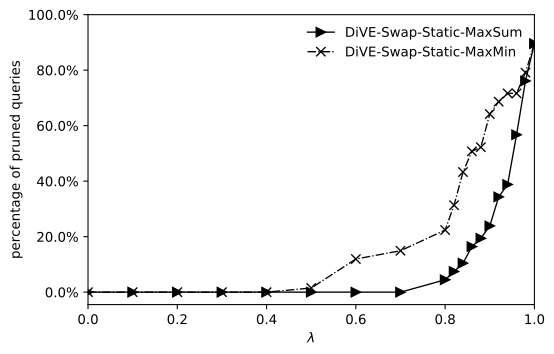 100.0%
80.0%
60.0%
40.0%
20.0%
0.0%
percentage of pruned queries
DiVE-Swap-Static-MaxSum
DiVE-Swap-Static-MaxMin
0.0 0.2 0.4 0.6 0.8 1.0
λ